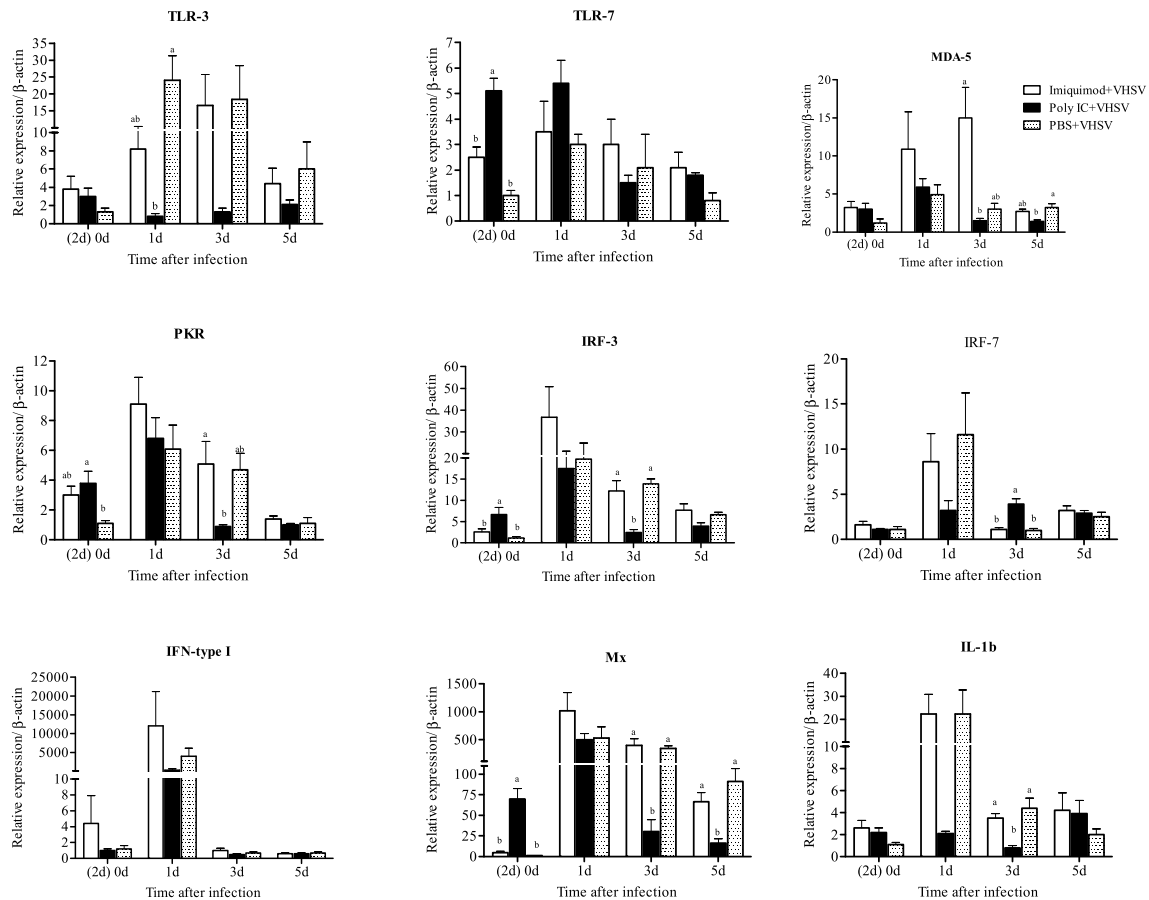 TLR-3
Relative expression/ β-actin
35
30
25
20
15
10
8
6
4
2
0
a
ab
b
(2d) 0d 1d 3d 5d
Time after infection
TLR-7
Relative expression/ β-actin
7
6
5
4
3
2
1
0
a
b
b
(2d) 0d 1d 3d 5d
Time after infection
MDA-5
Relative expression/ β-actin
20
15
10
5
0
a
b ab
ab b a
(2d) 0d 1d 3d 5d
Time after infection
Imiquimod+VHSV
Poly IC+VHSV
PBS+VHSV
PKR
Relative expression/ β-actin
12
10
8
6
4
2
0
ab a b
a b ab
(2d) 0d 1d 3d 5d
Time after infection
IRF-3
Relative expression/ β-actin
60
50
40
30
20
15
10
5
0
b a b
a b a
(2d) 0d 1d 3d 5d
Time after infection
IRF-7
Relative expression/ β-actin
20
15
10
5
0
b a b
(2d) 0d 1d 3d 5d
Time after infection
IFN-type I
Relative expression/ β-actin
25000
20000
15000
10000
5000
10
8
6
4
2
0
(2d) 0d 1d 3d 5d
Time after infection
Mx
Relative expression/ β-actin
1500
1000
500
100
75
50
25
0
b a b
a b a
a b a
(2d) 0d 1d 3d 5d
Time after infection
IL-1b
Relative expression/ β-actin
40
30
20
10
8
6
4
2
0
a b a
(2d) 0d 1d 3d 5d
Time after infection